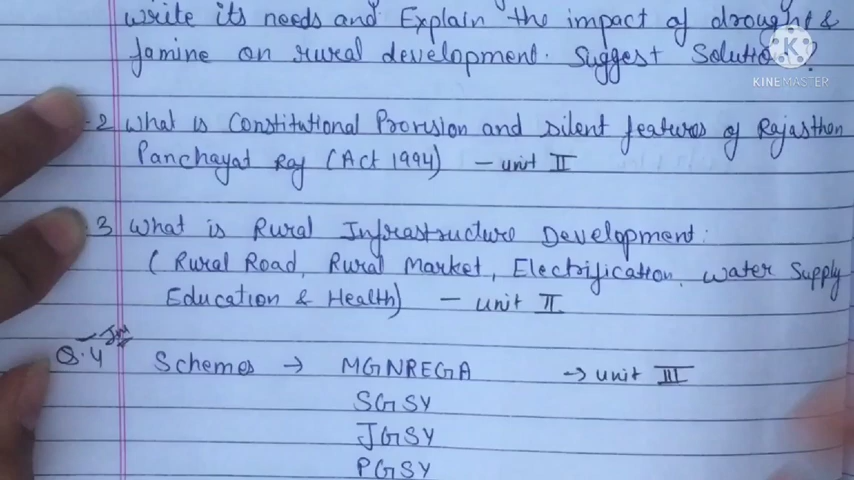 write its needs and Explain the impact of drought &
famine on rural development. Suggest Solution ?
K
KINEMASTER
.2 What is Constitutional Provision and Silent features of Rajasthan
Panchayat Raj (Act 1994) - unit II
3 What is Rural Infrastructure Development:
(Rural Road, Rural Market, Electrification, Water Supply
Education & Health) - unit II
Q.4 Schemes → MGNREGA → unit III
SGSY
JGSY
PGSY